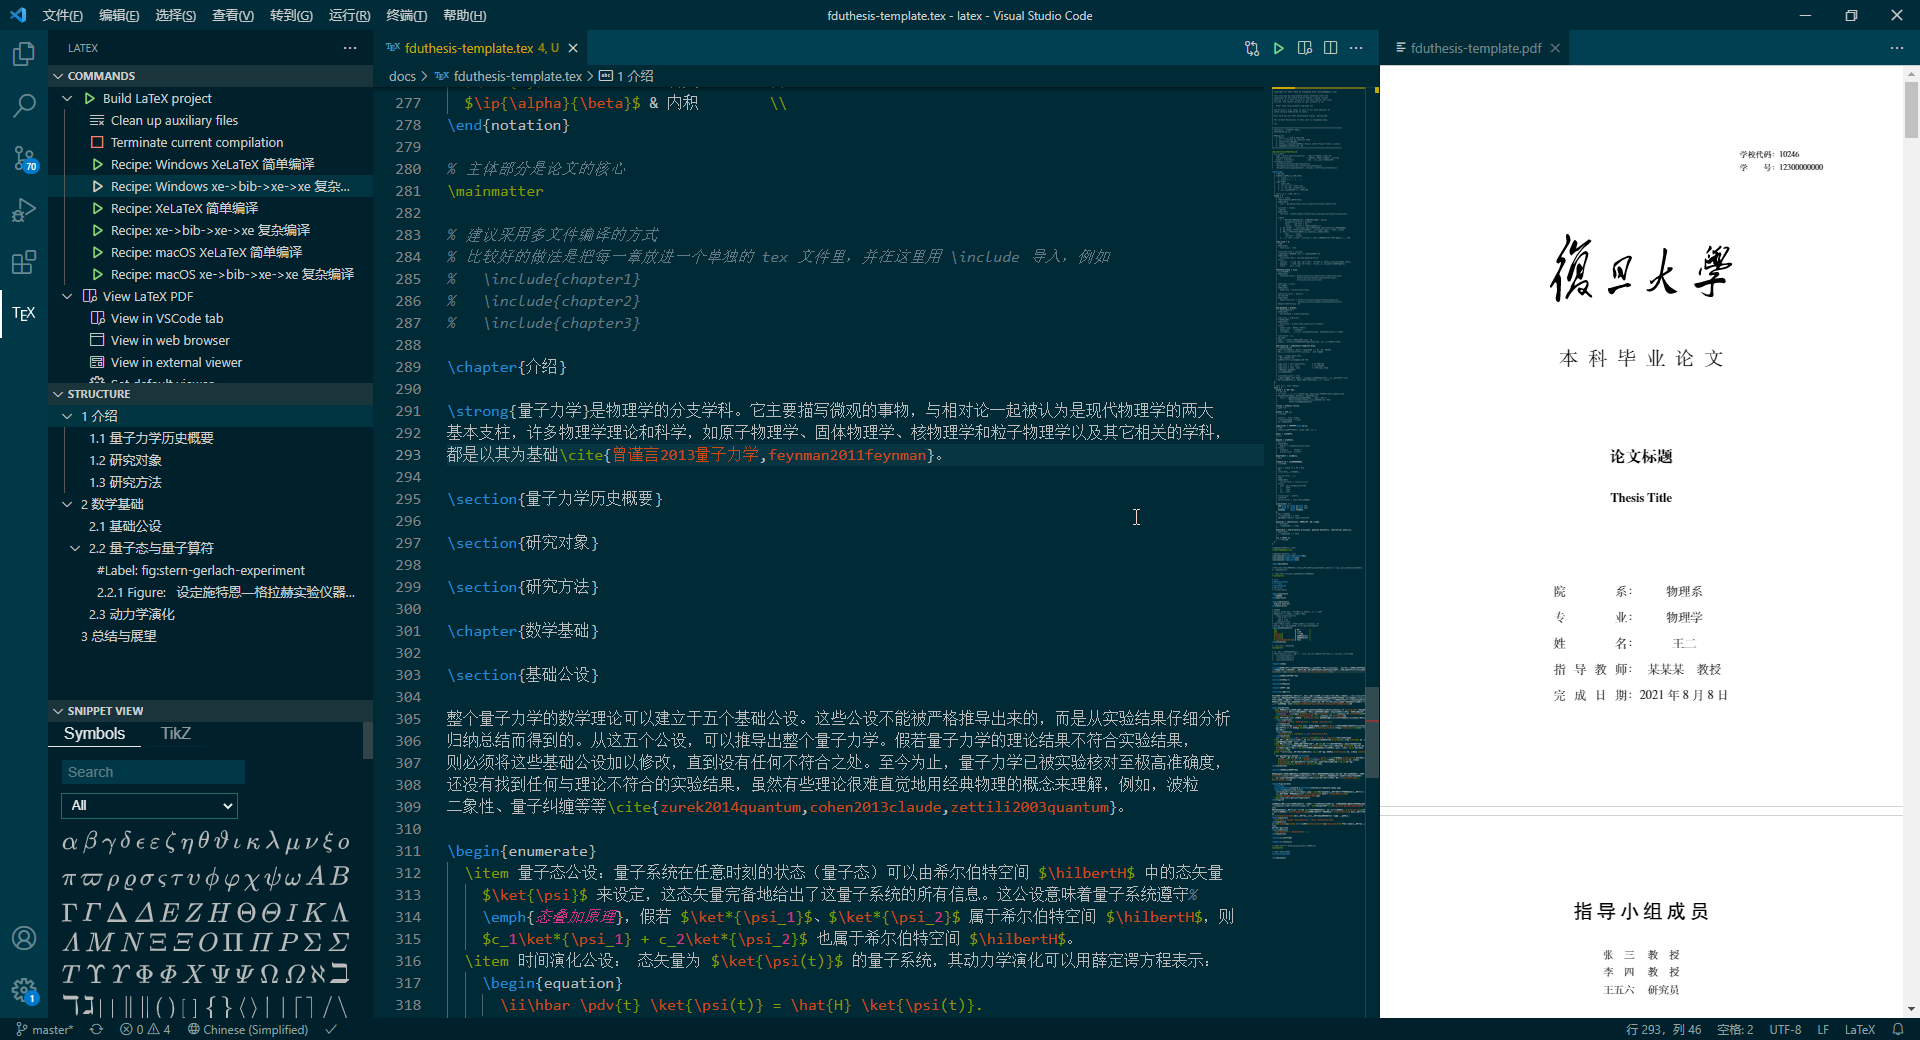 文件(F) 编辑(E) 选择(S) 查看(V) 转到(G) 运行(R) 终端(T) 帮助(H)
fduthesis-template.tex - latex - Visual Studio Code
LATEX
COMMANDS
Build LaTeX project
Clean up auxiliary files
Terminate current compilation
Recipe: Windows XeLaTeX 简单编译
Recipe: Windows xe->bib->xe->xe 复杂...
Recipe: XeLaTeX 简单编译
Recipe: xe->bib->xe->xe 复杂编译
Recipe: macOS XeLaTeX 简单编译
Recipe: macOS xe->bib->xe->xe 复杂编译
View LaTeX PDF
View in VSCode tab
View in web browser
View in external viewer
STRUCTURE
1 介绍
1.1 量子力学历史概要
1.2 研究对象
1.3 研究方法
2 数学基础
2.1 基础公设
2.2 量子态与量子算符
#Label: fig:stern-gerlach-experiment
2.2.1 Figure: 设定施特恩—格拉赫实验仪器...
2.3 动力学演化
3 总结与展望
SNIPPET VIEW
Symbols TikZ
Search
All
α β γ δ ϵ ε ζ η θ ϑ ι κ λ μ ν ξ ο
π ϖ ρ ϱ σ ς τ υ ϕ φ χ ψ ω A B
Γ Γ Δ Δ E Z H Θ Θ I K Λ
Λ M N Ξ Ξ O Π Π P Σ Σ
T Υ Υ Φ Φ X Ψ Ψ Ω Ω ℵ ℶ
70
TEX
1
fduthesis-template.tex 4, U
docs > fduthesis-template.tex > 1 介绍
277 $\ip{\alpha}{\beta}$ & 内积 \\
278 \end{notation}
279
280 % 主体部分是论文的核心
281 \mainmatter
282
283 % 建议采用多文件编译的方式
284 % 比较好的做法是把每一章放进一个单独的 tex 文件里，并在这里用 \include 导入，例如
285 % \include{chapter1}
286 % \include{chapter2}
287 % \include{chapter3}
288
289 \chapter{介绍}
290
291 \strong{量子力学}是物理学的分支学科。它主要描写微观的事物，与相对论一起被认为是现代物理学的两大
292 基本支柱，许多物理学理论和科学，如原子物理学、固体物理学、核物理学和粒子物理学以及其它相关的学科，
293 都是以其为基础\cite{曾谨言2013量子力学,feynman2011feynman}。
294
295 \section{量子力学历史概要}
296
297 \section{研究对象}
298
299 \section{研究方法}
300
301 \chapter{数学基础}
302
303 \section{基础公设}
304
305 整个量子力学的数学理论可以建立于五个基础公设。这些公设不能被严格推导出来的，而是从实验结果仔细分析
306 归纳总结而得到的。从这五个公设，可以推导出整个量子力学。假若量子力学的理论结果不符合实验结果，
307 则必须将这些基础公设加以修改，直到没有任何不符合之处。至今为止，量子力学已被实验核对至极高准确度，
308 还没有找到任何与理论不符合的实验结果，虽然有些理论很难直觉地用经典物理的概念来理解，例如，波粒
309 二象性、量子纠缠等等\cite{zurek2014quantum,cohen2013claude,zettili2003quantum}。
310
311 \begin{enumerate}
312 \item 量子态公设：量子系统在任意时刻的状态（量子态）可以由希尔伯特空间 $\hilbertH$ 中的态矢量
313 $\ket{\psi}$ 来设定，这态矢量完备地给出了这量子系统的所有信息。这公设意味着量子系统遵守%
314 \emph{态叠加原理}，假若 $\ket*{\psi_1}$、$\ket*{\psi_2}$ 属于希尔伯特空间 $\hilbertH$，则
315 $c_1\ket*{\psi_1} + c_2\ket*{\psi_2}$ 也属于希尔伯特空间 $\hilbertH$。
316 \item 时间演化公设： 态矢量为 $\ket{\psi(t)}$ 的量子系统，其动力学演化可以用薛定谔方程表示：
317 \begin{equation}
318 \ii\hbar \pdv{t} \ket{\psi(t)} = \hat{H} \ket{\psi(t)}.
fduthesis-template.pdf
学校代码：10246
学 号：12300000000
復旦大學
本科毕业论文
论文标题
Thesis Title
院 系： 物理系
专 业： 物理学
姓 名： 王二
指 导 教 师： 某某某 教授
完 成 日 期： 2021 年 8 月 8 日
指导小组成员
张 三 教 授
李 四 教 授
王五六 研究员
master* 0 4 Chinese (Simplified)
行 293，列 46 空格: 2 UTF-8 LF LaTeX